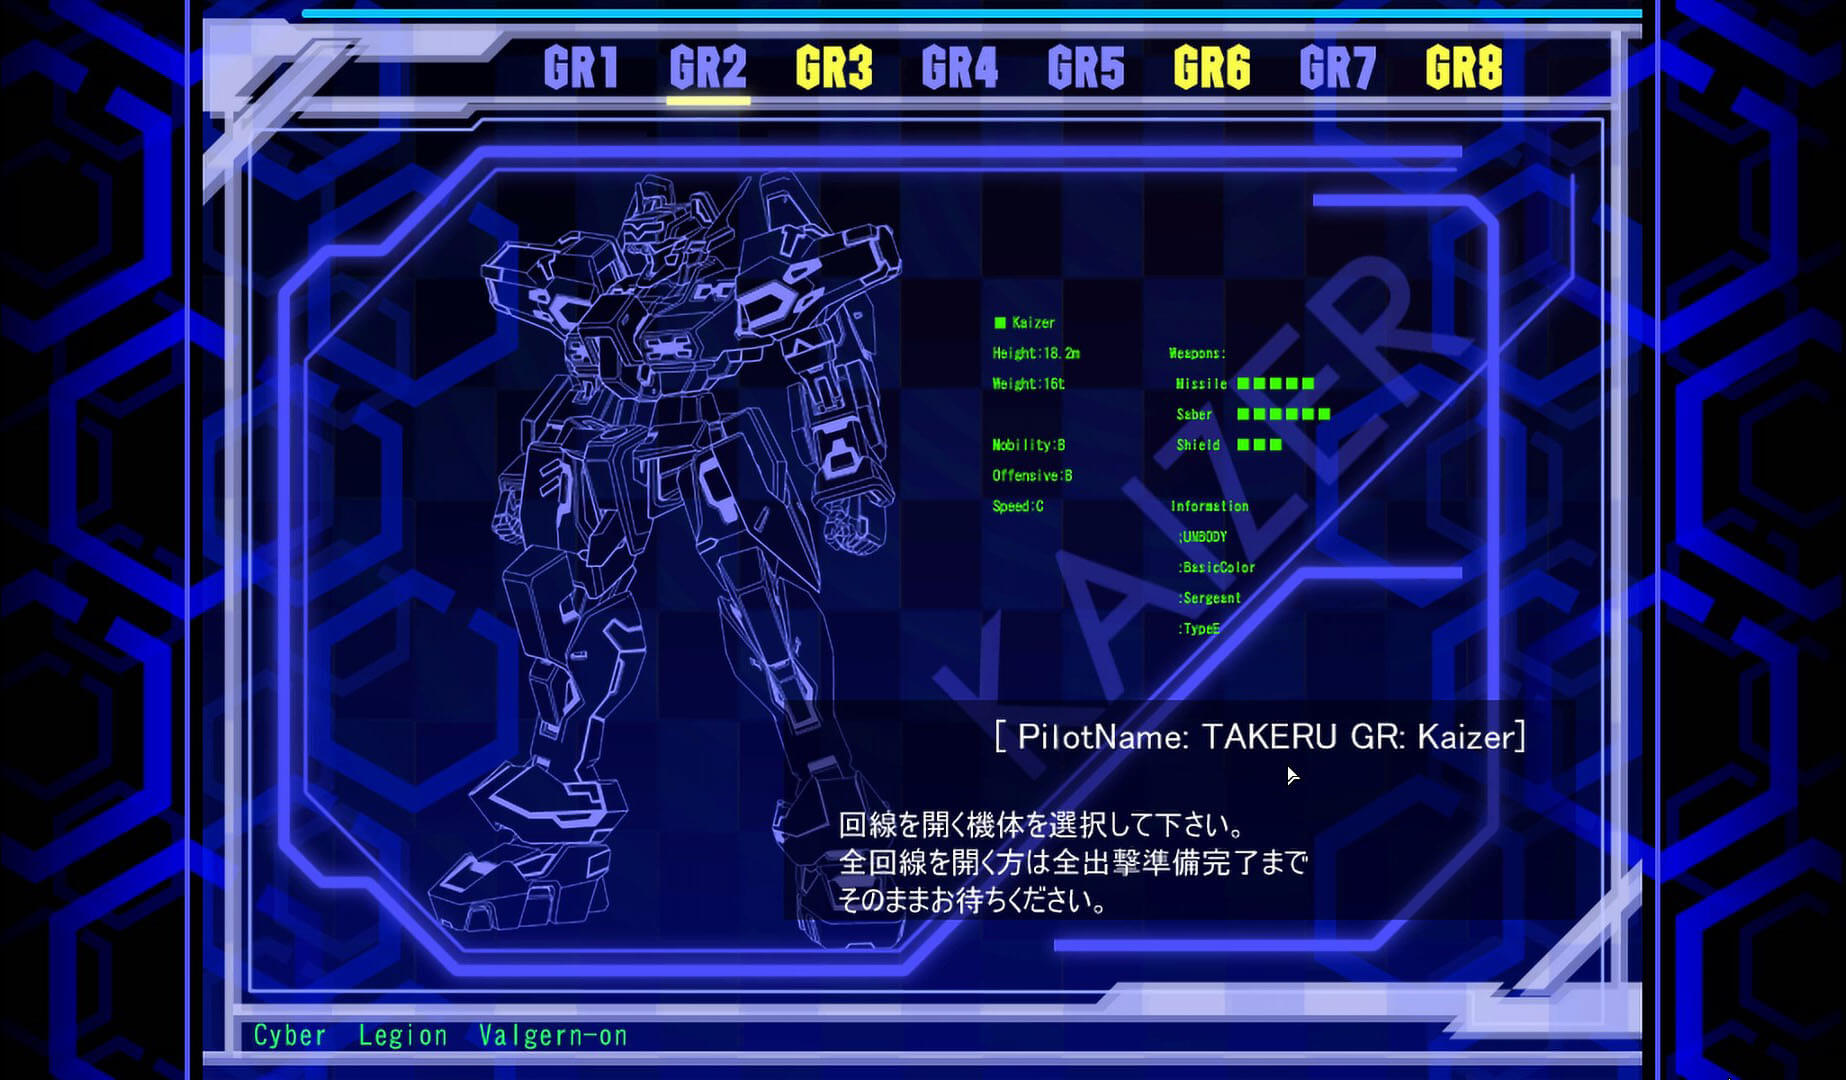 GR1 GR2 GR3 GR4 GR5 GR6 GR7 GR8
■ Kaizer
Height:18.2m
Weight:16t
Mobility:B
Offensive:B
Speed:C
Weapons:
Missile ■■■■■
Saber ■■■■■■
Shield ■■■
Information
:UMBODY
:BasicColor
:Sergeant
:TypeE
KAIZER
[ PilotName: TAKERU GR: Kaizer]
回線を開く機体を選択して下さい。
全回線を開く方は全出撃準備完了まで
そのままお待ちください。
Cyber Legion Valgern-on